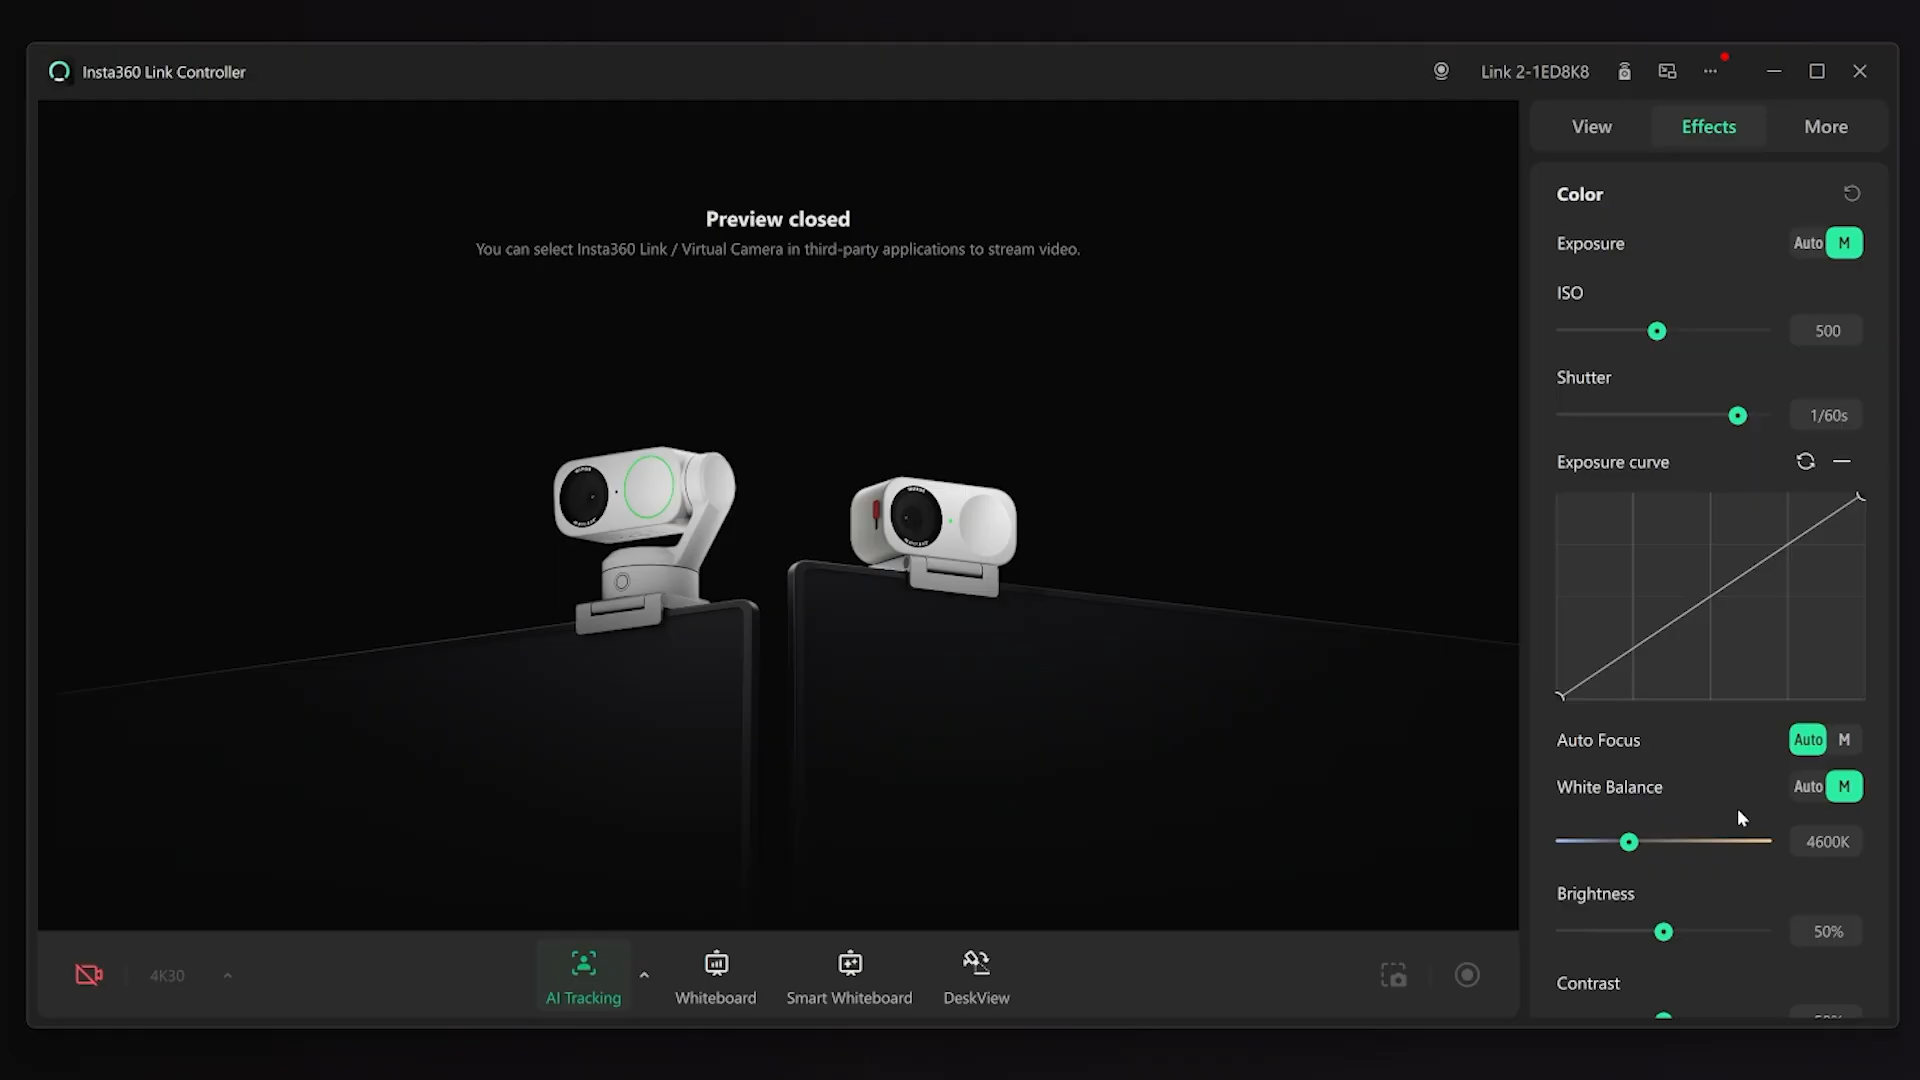 Insta360 Link Controller
Link 2-1ED8K8
View
Effects
More
Preview closed
You can select Insta360 Link / Virtual Camera in third-party applications to stream video.
Color
Exposure
Auto
M
ISO
500
Shutter
1/60s
Exposure curve
Auto Focus
Auto
M
White Balance
Auto
M
4600K
Brightness
50%
Contrast
4K30
AI Tracking
Whiteboard
Smart Whiteboard
DeskView